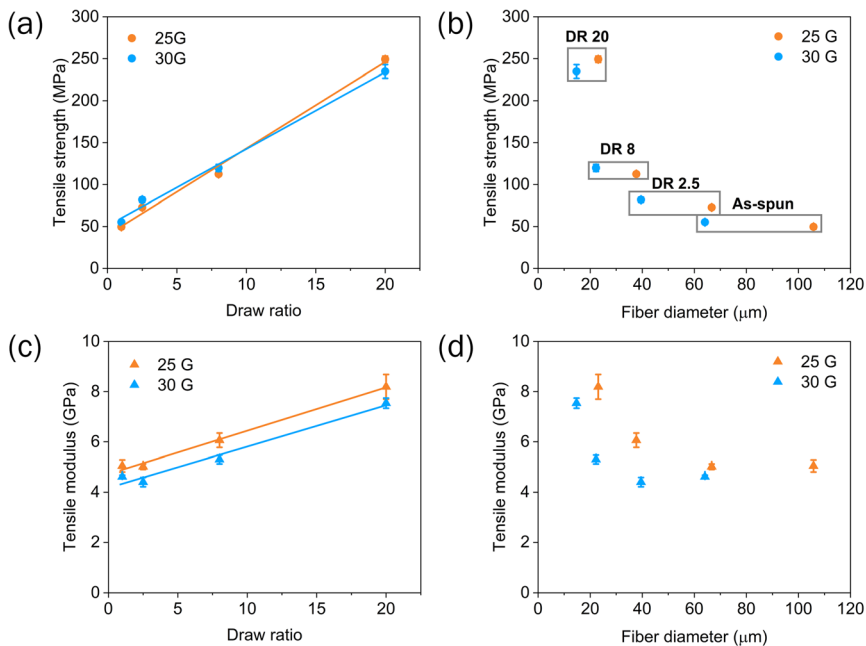 (a)
300
250
200
150
100
50
0
Tensile strength (MPa)
25G
30G
0 5 10 15 20
Draw ratio
(b)
300
250
200
150
100
50
0
Tensile strength (MPa)
DR 20
25 G
30 G
DR 8
DR 2.5
As-spun
0 20 40 60 80 100 120
Fiber diameter (μm)
(c)
10
8
6
4
2
0
Tensile modulus (GPa)
25 G
30 G
0 5 10 15 20
Draw ratio
(d)
10
8
6
4
2
0
Tensile modulus (GPa)
25 G
30 G
0 20 40 60 80 100 120
Fiber diameter (μm)